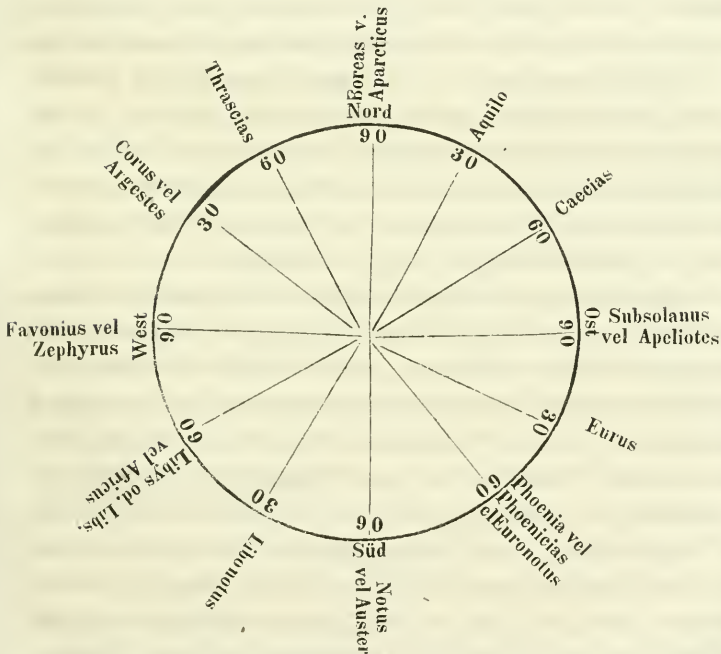 Boreas v.
Aparcticus
Nord
90
Aquilo
30
Caecias
60
Ost
90
Subsolanus
vel Apeliotes
Eurus
30
Phoenia vel
Phoenicias
vel Euronotus
60
90
Süd
Notus
vel Auster
30
Libonotus
60
Libys od. Libs,
vel Africus
90
West
Favonius vel
Zephyrus
30
Corus vel
Argestes
60
Thrascias